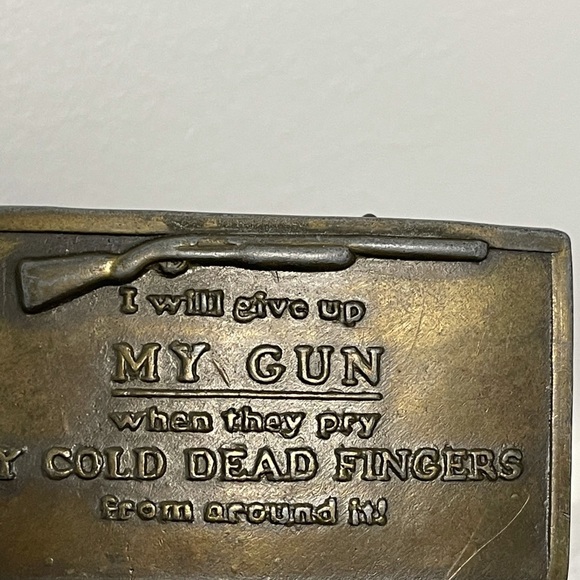 I will give up
MY GUN
when they pry
Y COLD DEAD FINGERS
from around it!